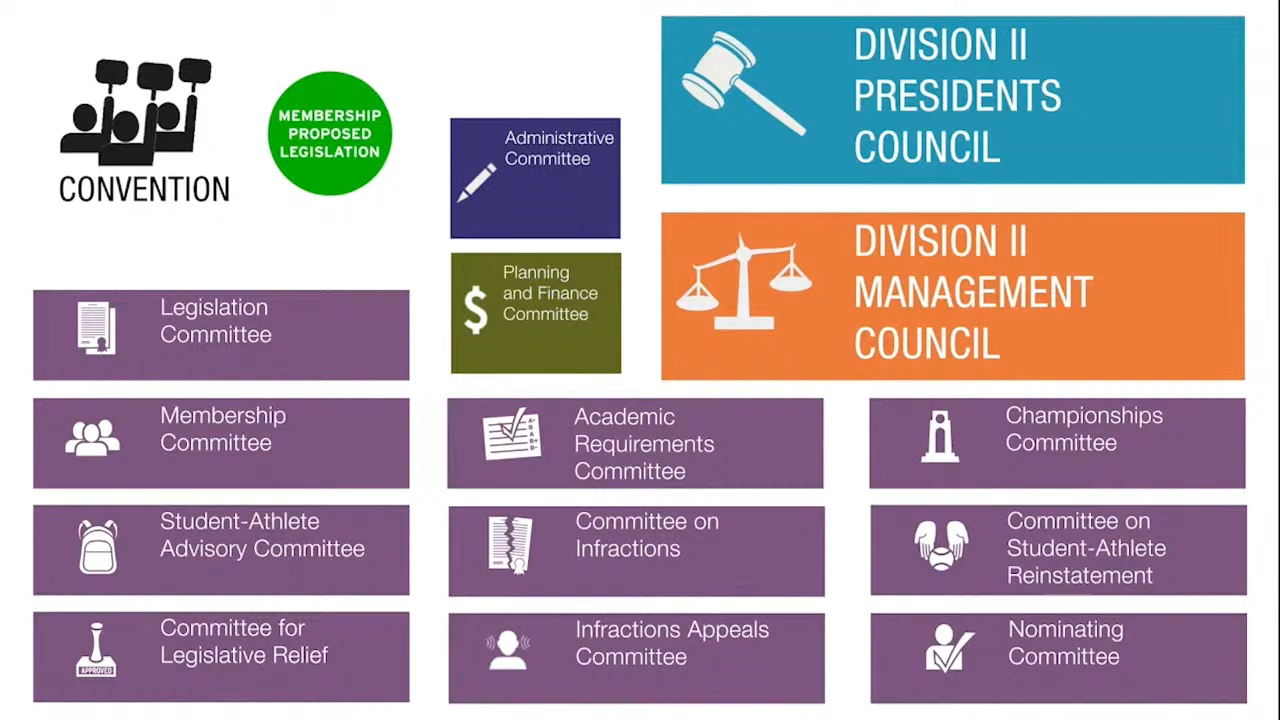 CONVENTION
MEMBERSHIP
PROPOSED
LEGISLATION
Administrative
Committee
Planning
and Finance
Committee
DIVISION II
PRESIDENTS
COUNCIL
DIVISION II
MANAGEMENT
COUNCIL
Legislation
Committee
Membership
Committee
Academic
Requirements
Committee
A-
B
A
B+
B-
Championships
Committee
Student-Athlete
Advisory Committee
Committee on
Infractions
Committee on
Student-Athlete
Reinstatement
Committee for
Legislative Relief
APPROVED
Infractions Appeals
Committee
Nominating
Committee